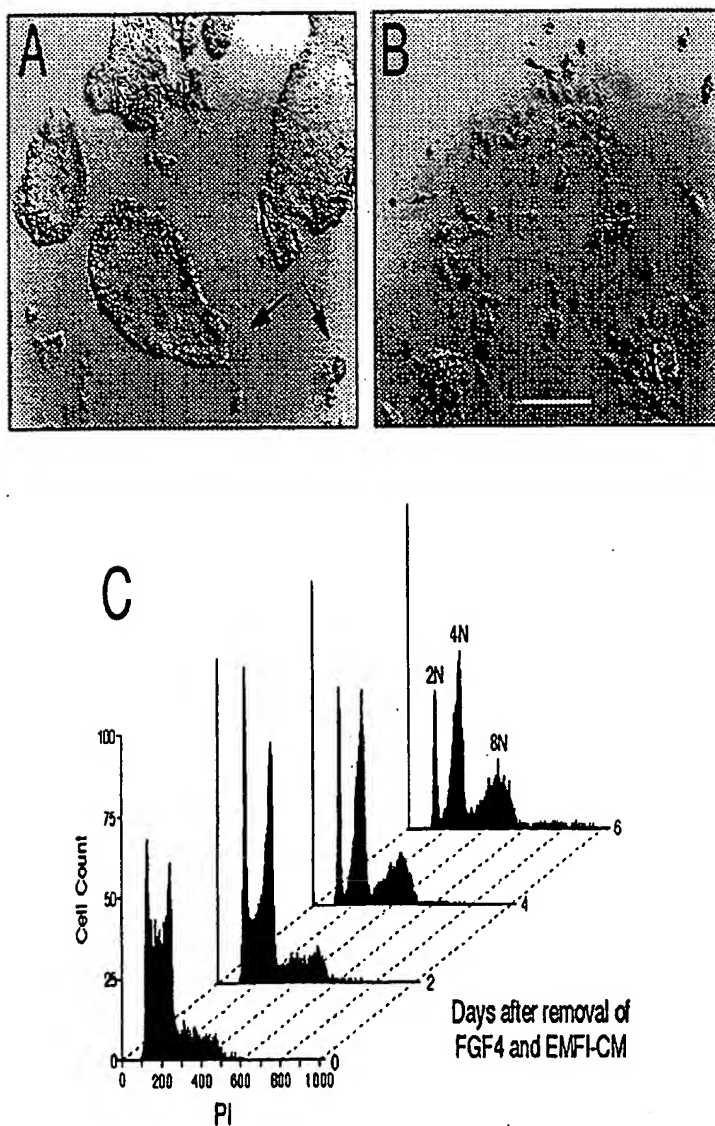 A
B
C
2N
4N
8N
6
4
2
0
100
75
50
25
0
Cell Count
0 200 400 600 800 1000
PI
Days after removal of
FGF4 and EMFI-CM